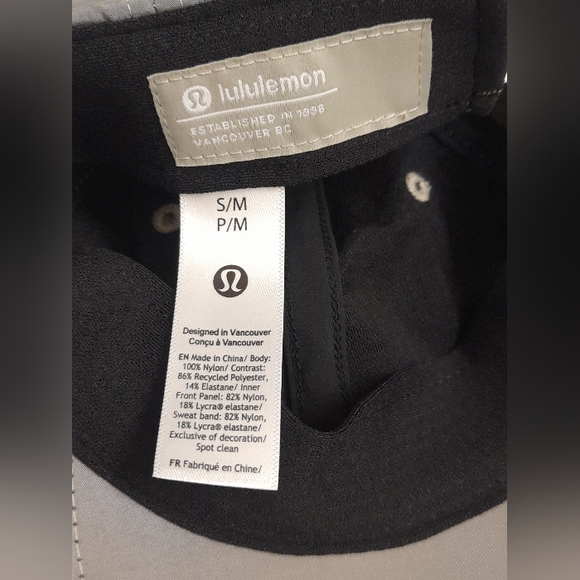 lululemon
ESTABLISHED IN 1998
VANCOUVER BC
S/M
P/M
Designed in Vancouver
Conçu à Vancouver
EN Made in China/ Body:
100% Nylon/ Contrast:
86% Recycled Polyester,
14% Elastane/ Inner
Front Panel: 82% Nylon,
18% Lycra® elastane/
Sweat band: 82% Nylon,
18% Lycra® elastane/
Exclusive of decoration/
Spot clean
FR Fabriqué en Chine/